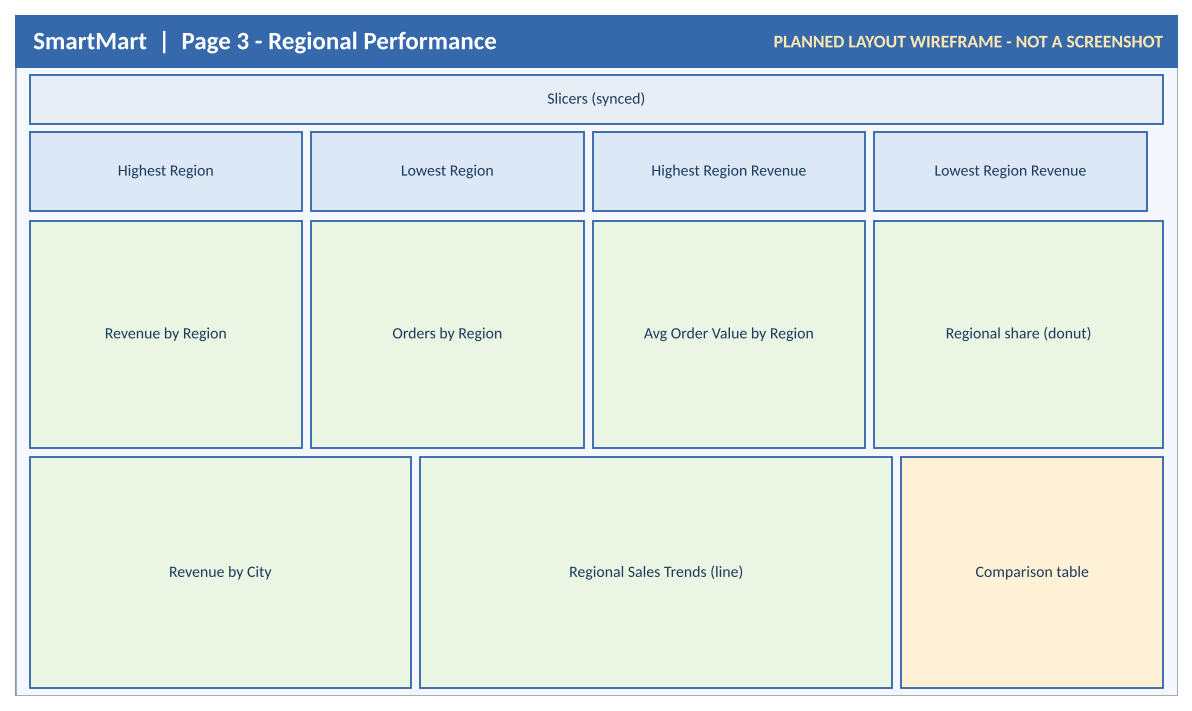 SmartMart | Page 3 - Regional Performance
PLANNED LAYOUT WIREFRAME - NOT A SCREENSHOT
Slicers (synced)
Highest Region
Lowest Region
Highest Region Revenue
Lowest Region Revenue
Revenue by Region
Orders by Region
Avg Order Value by Region
Regional share (donut)
Revenue by City
Regional Sales Trends (line)
Comparison table